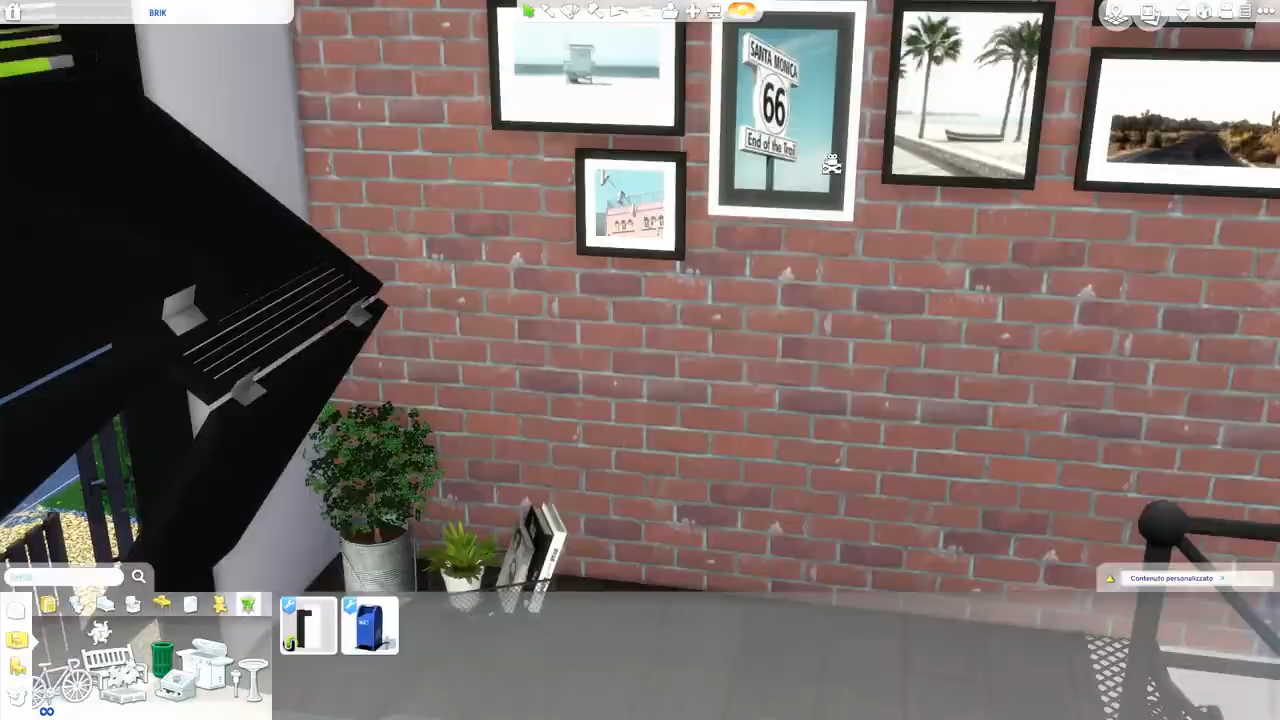 BRIK
SANTA MONICA
66
End of the Trail
Contenuto personalizzato